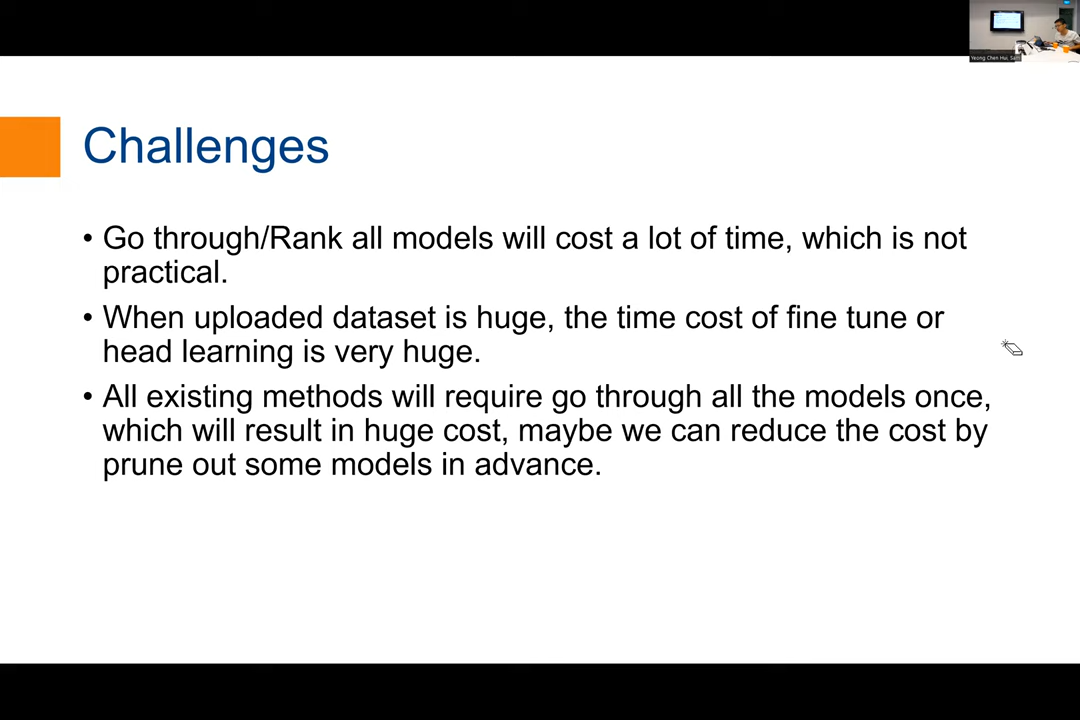 Challenges
• Go through/Rank all models will cost a lot of time, which is not
practical.
• When uploaded dataset is huge, the time cost of fine tune or
head learning is very huge.
• All existing methods will require go through all the models once,
which will result in huge cost, maybe we can reduce the cost by
prune out some models in advance.